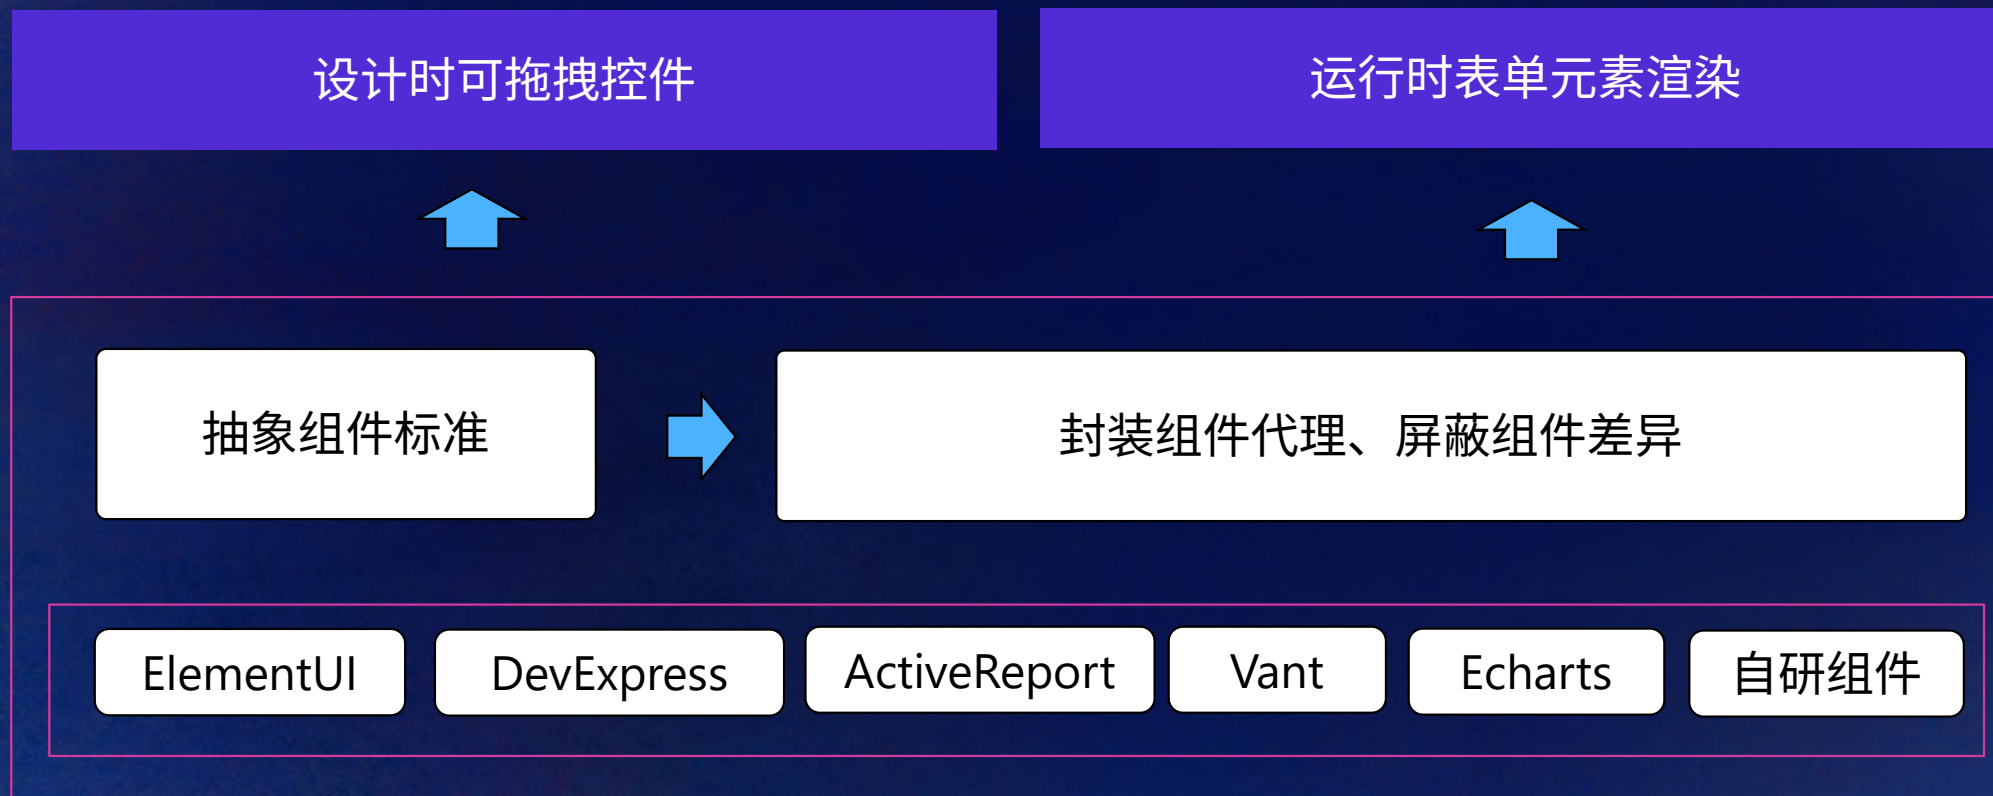 设计时可拖拽控件
运行时表单元素渲染
抽象组件标准
封装组件代理、屏蔽组件差异
ElementUI
DevExpress
ActiveReport
Vant
Echarts
自研组件